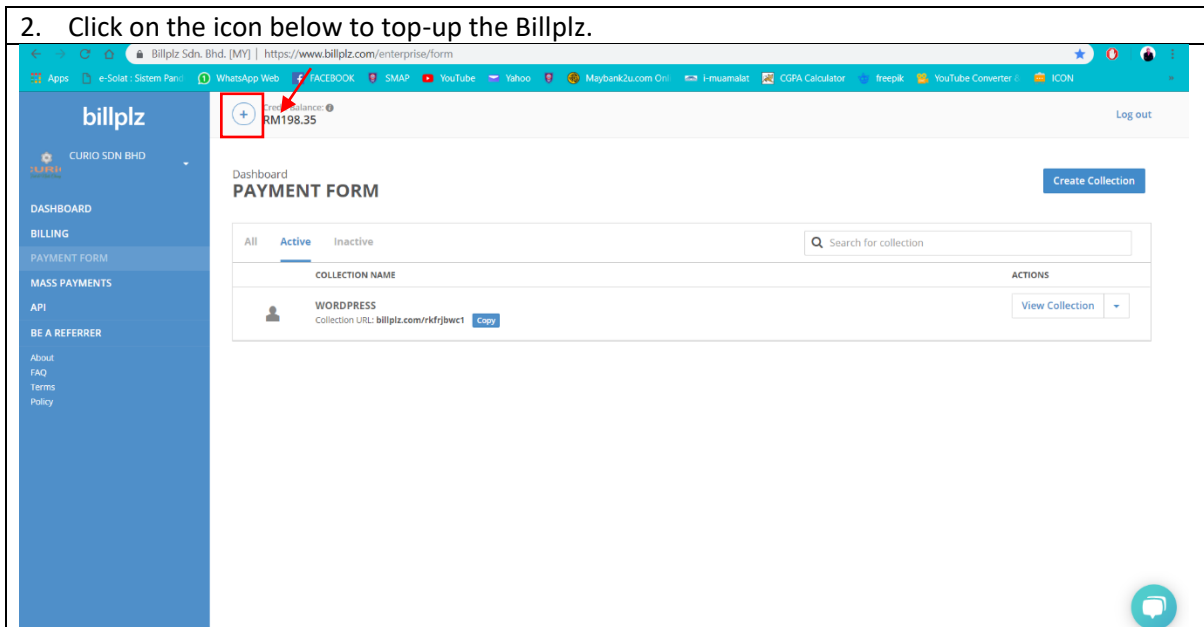 2. Click on the icon below to top-up the Billplz.
Billplz Sdn. Bhd. [MY] | https://www.billplz.com/enterprise/form
Apps e-Solat : Sistem Pand WhatsApp Web FACEBOOK SMAP YouTube Yahoo Maybank2u.com Onl i-muamalat CGPA Calculator freepik YouTube Converter & ICON
billplz
Credit Balance:
RM198.35
Log out
CURIO SDN BHD
Dashboard
PAYMENT FORM
Create Collection
DASHBOARD
BILLING
PAYMENT FORM
MASS PAYMENTS
API
BE A REFERRER
About
FAQ
Terms
Policy
All Active Inactive
Search for collection
COLLECTION NAME ACTIONS
WORDPRESS
Collection URL: billplz.com/rkfrjbwc1 Copy
View Collection